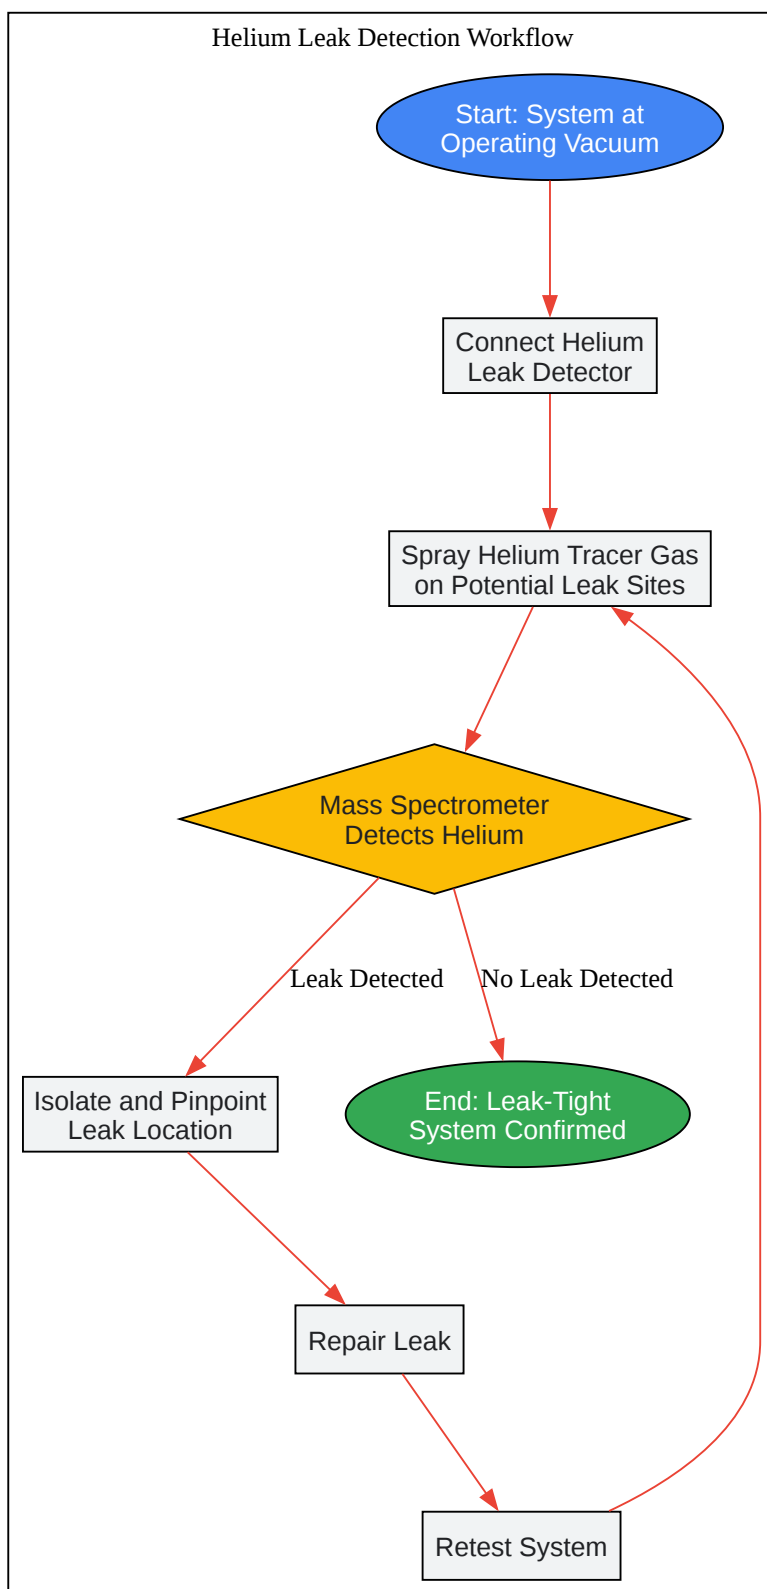 Helium Leak Detection Workflow
Start: System at
Operating Vacuum
Connect Helium
Leak Detector
Spray Helium Tracer Gas
on Potential Leak Sites
Mass Spectrometer
Detects Helium
Leak Detected
No Leak Detected
Isolate and Pinpoint
Leak Location
End: Leak-Tight
System Confirmed
Repair Leak
Retest System